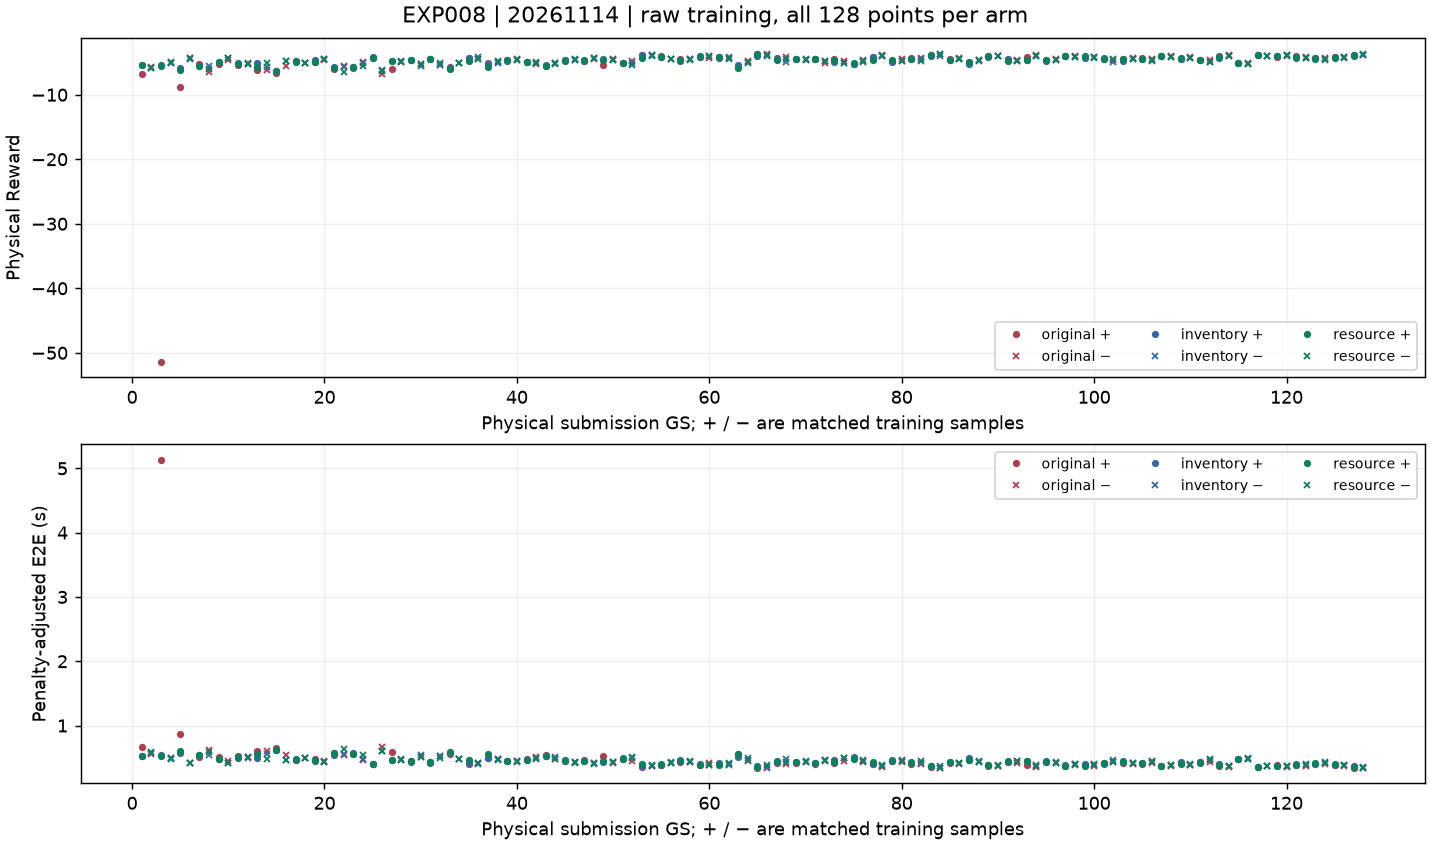 EXP008 | 20261114 | raw training, all 128 points per arm
Physical Reward
−10
−20
−30
−40
−50
original + inventory + resource +
original − inventory − resource −
0 20 40 60 80 100 120
Physical submission GS; + / − are matched training samples
Penalty-adjusted E2E (s)
5
4
3
2
1
original + inventory + resource +
original − inventory − resource −
0 20 40 60 80 100 120
Physical submission GS; + / − are matched training samples